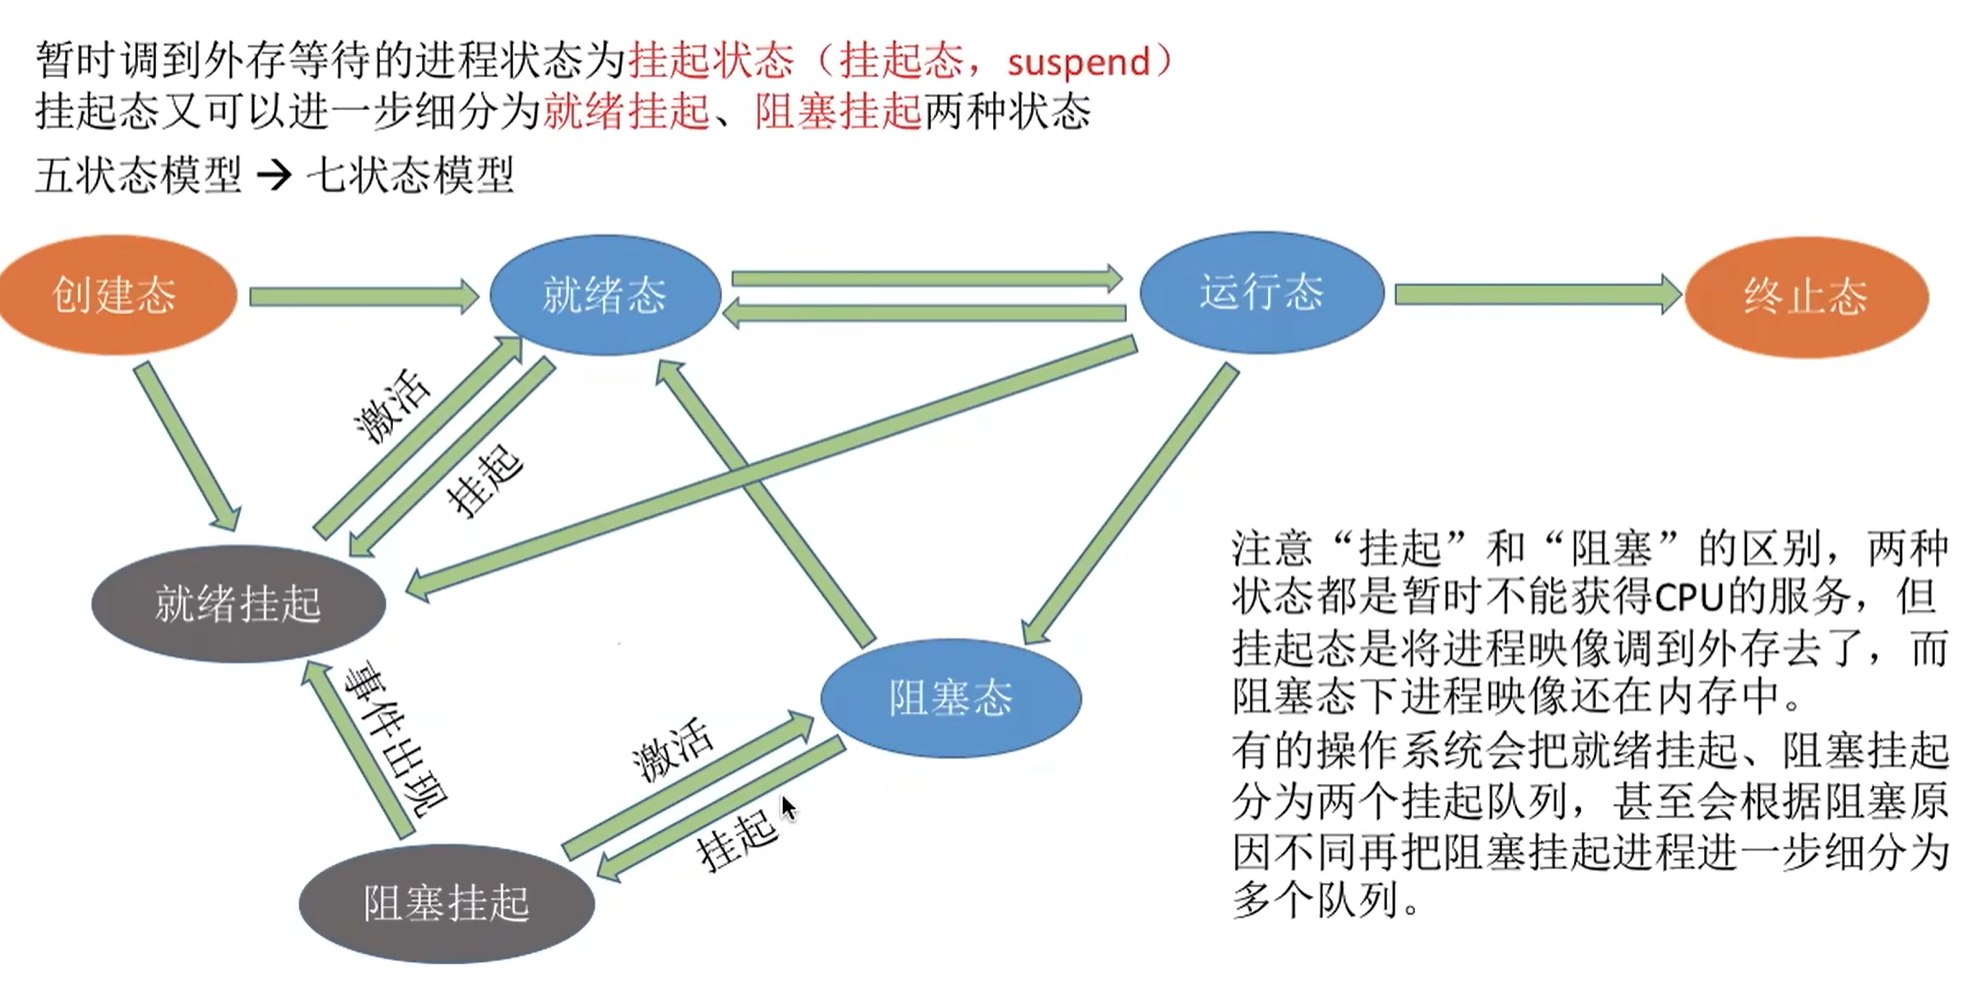 暂时调到外存等待的进程状态为挂起状态（挂起态，suspend）
挂起态又可以进一步细分为就绪挂起、阻塞挂起两种状态
五状态模型 → 七状态模型
创建态
就绪态
运行态
终止态
激活
挂起
就绪挂起
事件出现
阻塞态
激活
挂起
阻塞挂起
注意“挂起”和“阻塞”的区别，两种
状态都是暂时不能获得CPU的服务，但
挂起态是将进程映像调到外存去了，而
阻塞态下进程映像还在内存中。
有的操作系统会把就绪挂起、阻塞挂起
分为两个挂起队列，甚至会根据阻塞原
因不同再把阻塞挂起进程进一步细分为
多个队列。